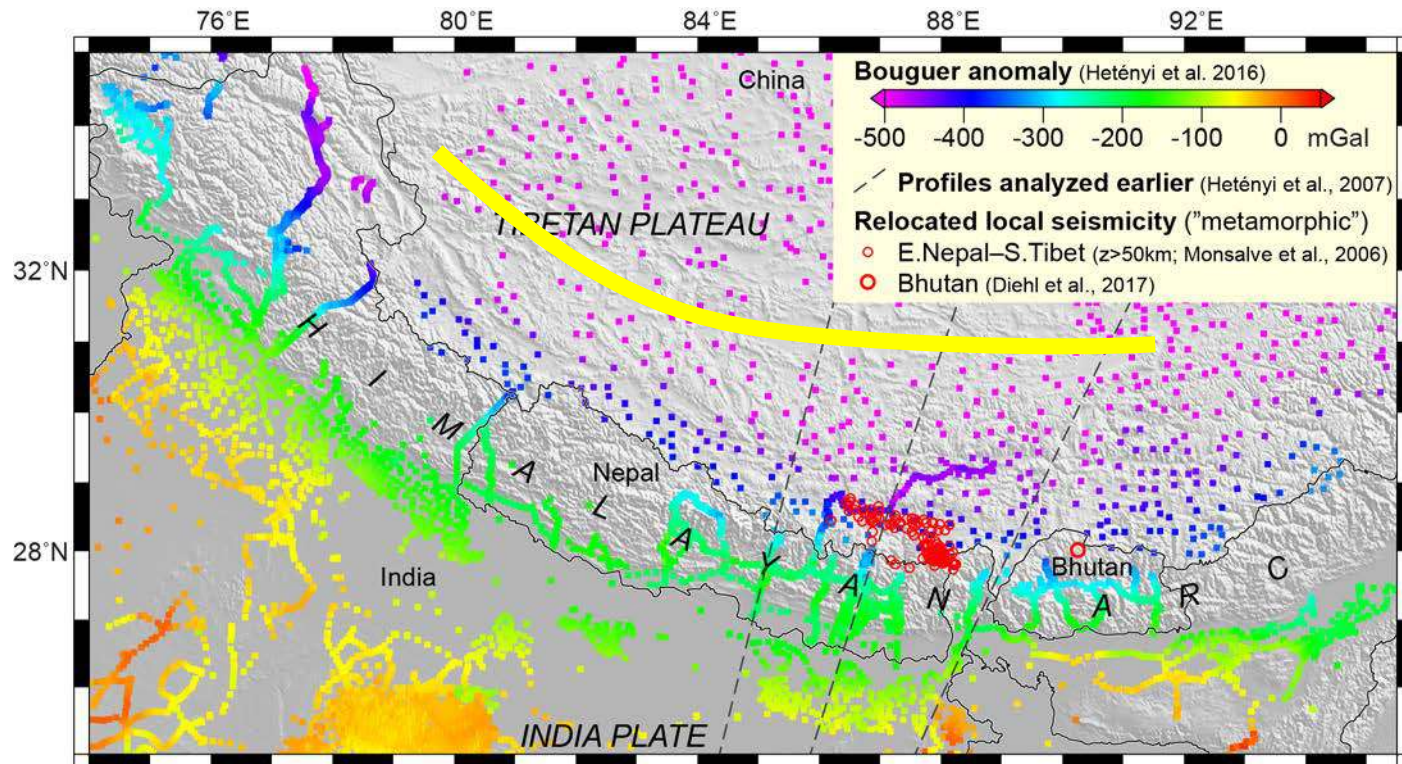 76°E 80°E 84°E 88°E 92°E
China
Bouguer anomaly (Hetényi et al. 2016)
-500 -400 -300 -200 -100 0 mGal
Profiles analyzed earlier (Hetényi et al., 2007)
Relocated local seismicity ("metamorphic")
E.Nepal–S.Tibet (z>50km; Monsalve et al., 2006)
Bhutan (Diehl et al., 2017)
TIBETAN PLATEAU
32°N
HIMALAYAN ARC
Nepal
28°N
India
Bhutan
INDIA PLATE